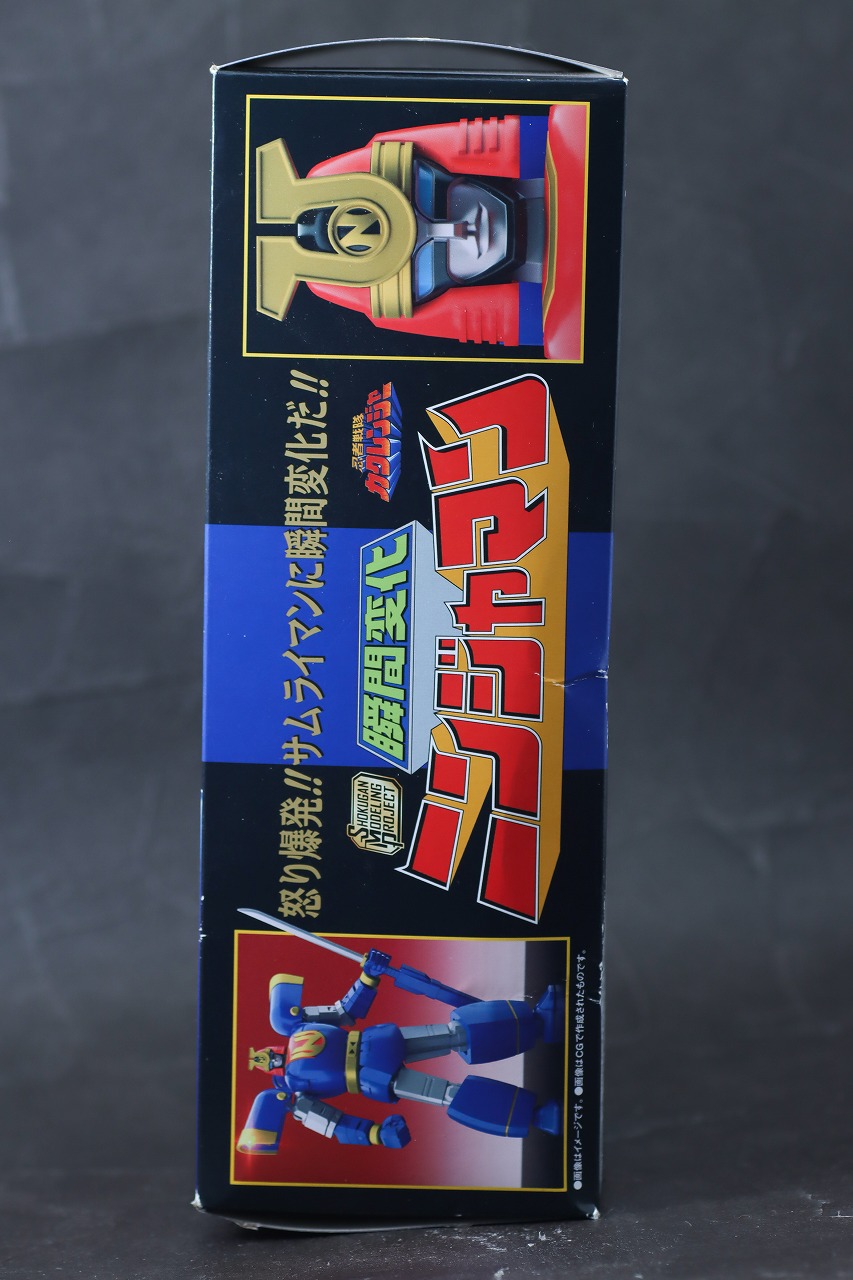 怒り爆発!!サムライマンに瞬間変化だ!!
忍者戦隊
カクレンジャー
瞬間変化
SHOKUGAN
MODELING
PROJECT
ニンジャマン
N
N
●画像はイメージです。●画像はCGで作成されたものです。